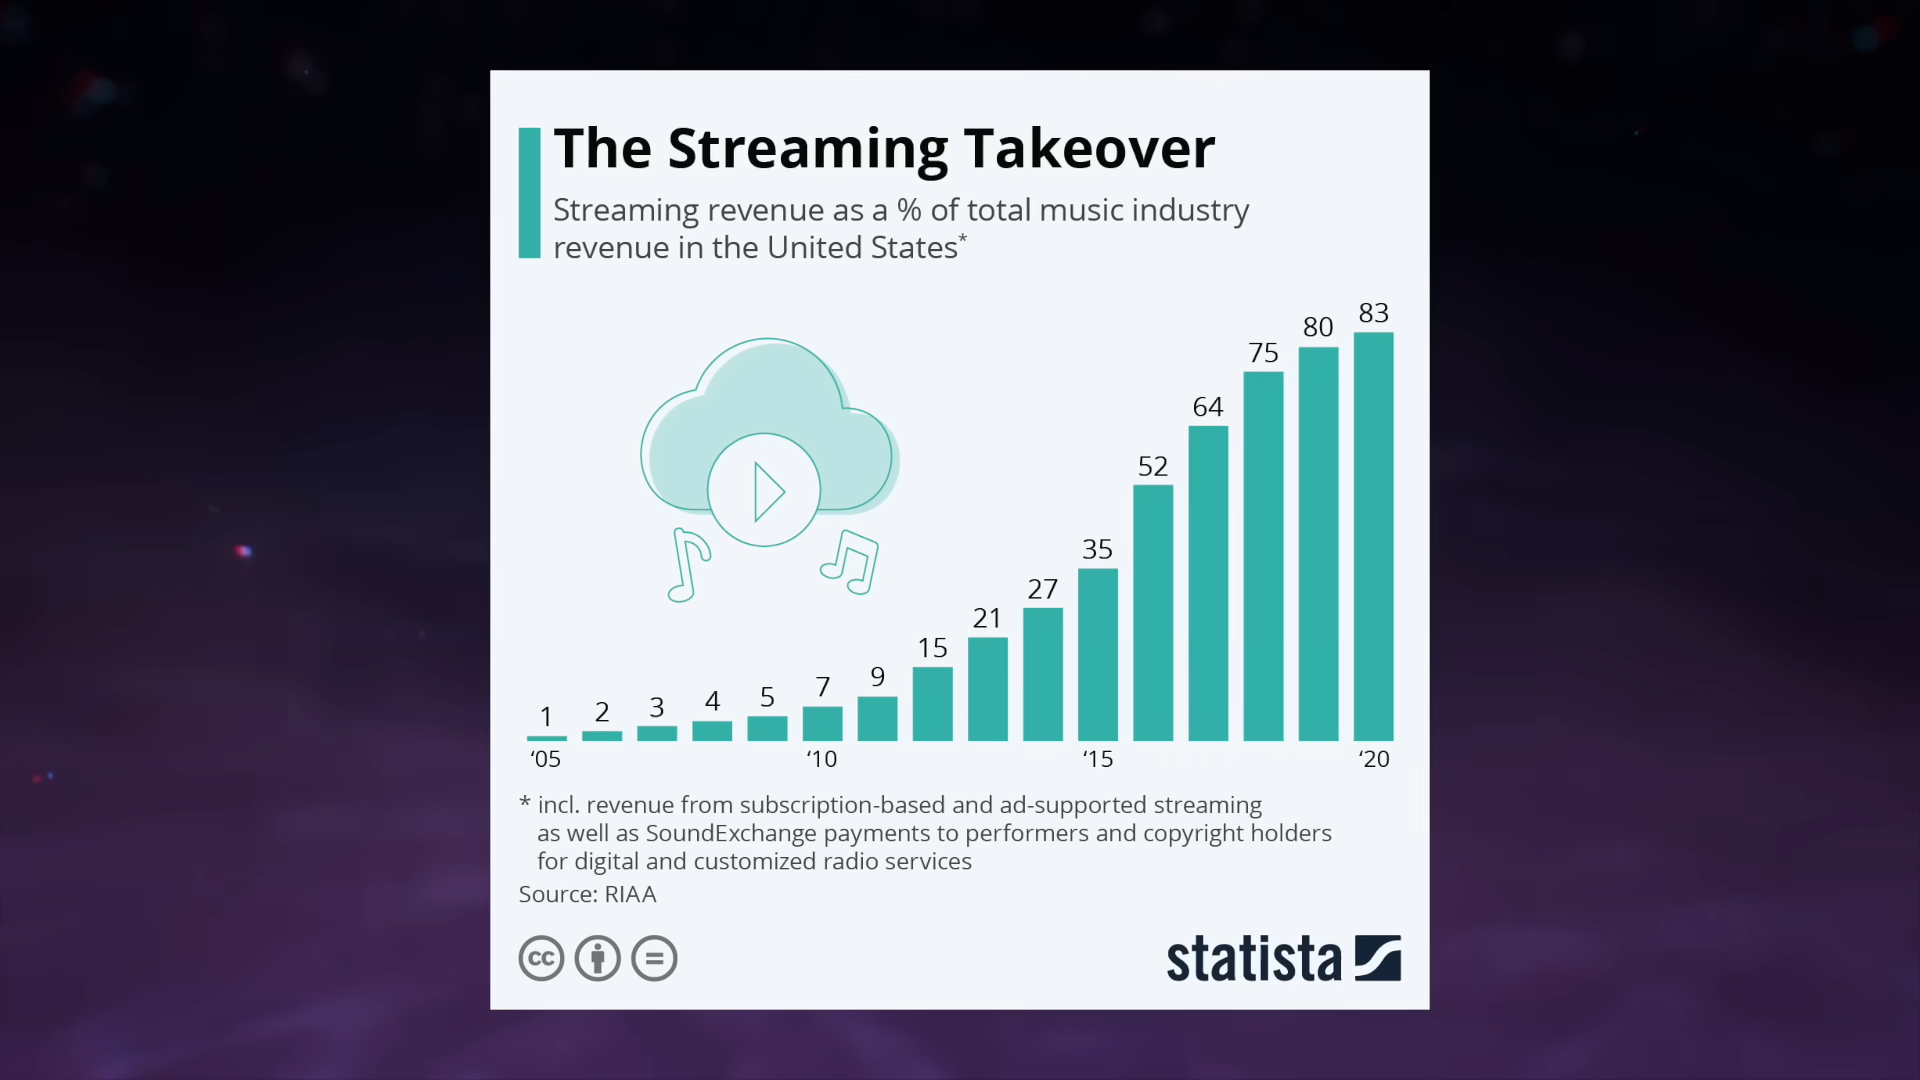 The Streaming Takeover
Streaming revenue as a % of total music industry
revenue in the United States*
1 2 3 4 5 7 9 15 21 27 35 52 64 75 80 83
‘05 ‘10 ‘15 ‘20
* incl. revenue from subscription-based and ad-supported streaming
as well as SoundExchange payments to performers and copyright holders
for digital and customized radio services
Source: RIAA
cc =
statista